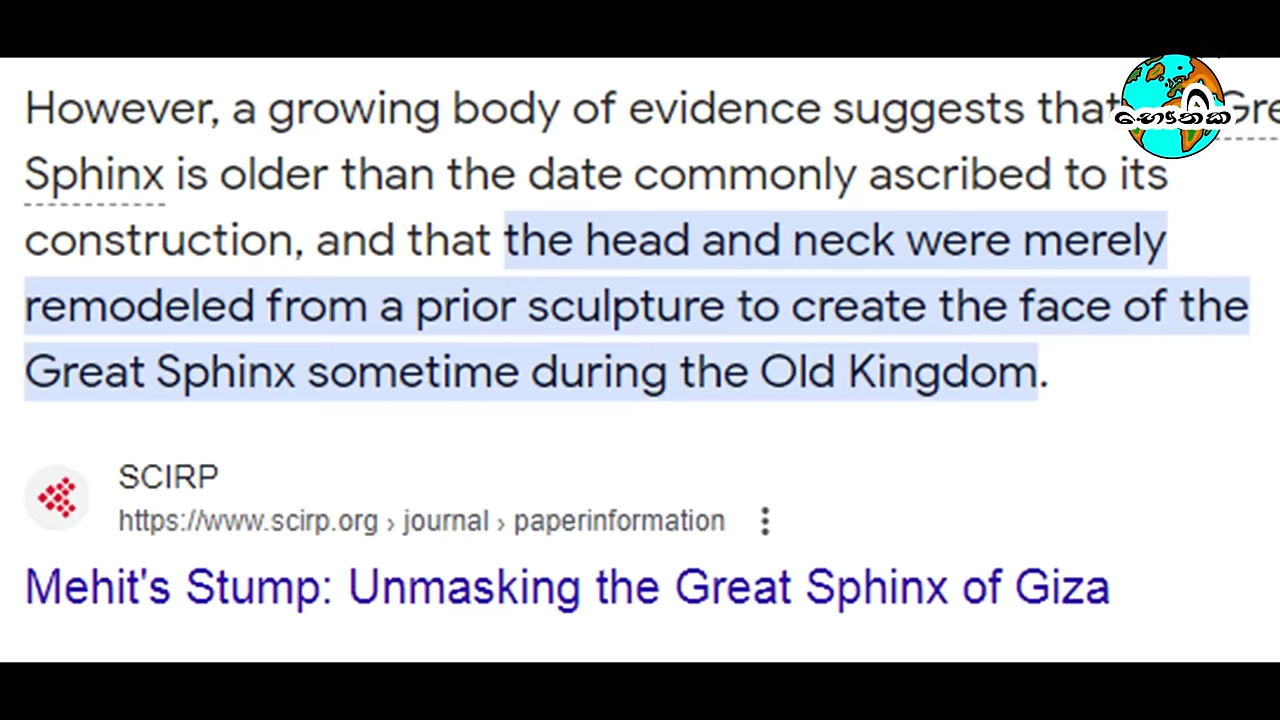 However, a growing body of evidence suggests that
Sphinx is older than the date commonly ascribed to its
construction, and that the head and neck were merely
remodeled from a prior sculpture to create the face of the
Great Sphinx sometime during the Old Kingdom.
SCIRP
https://www.scirp.org › journal › paperinformation
Mehit's Stump: Unmasking the Great Sphinx of Giza